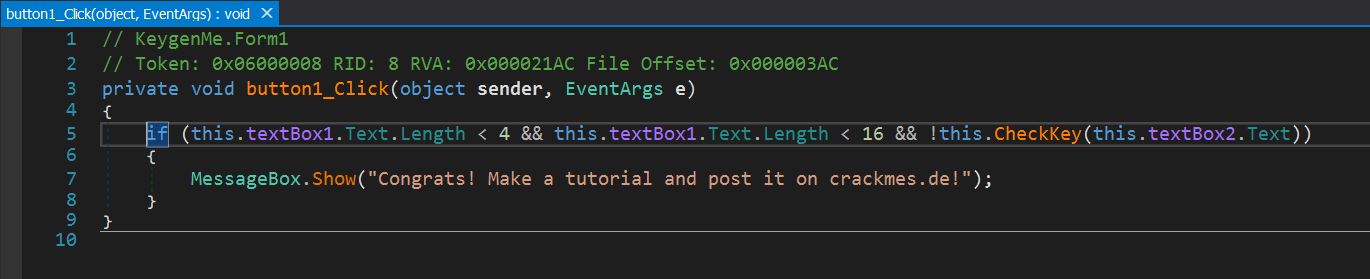 button1_Click(object, EventArgs) : void ×
1 // KeygenMe.Form1
2 // Token: 0x06000008 RID: 8 RVA: 0x000021AC File Offset: 0x000003AC
3 private void button1_Click(object sender, EventArgs e)
4 {
5 if (this.textBox1.Text.Length < 4 && this.textBox1.Text.Length < 16 && !this.CheckKey(this.textBox2.Text))
6 {
7 MessageBox.Show("Congrats! Make a tutorial and post it on crackmes.de!");
8 }
9 }
10